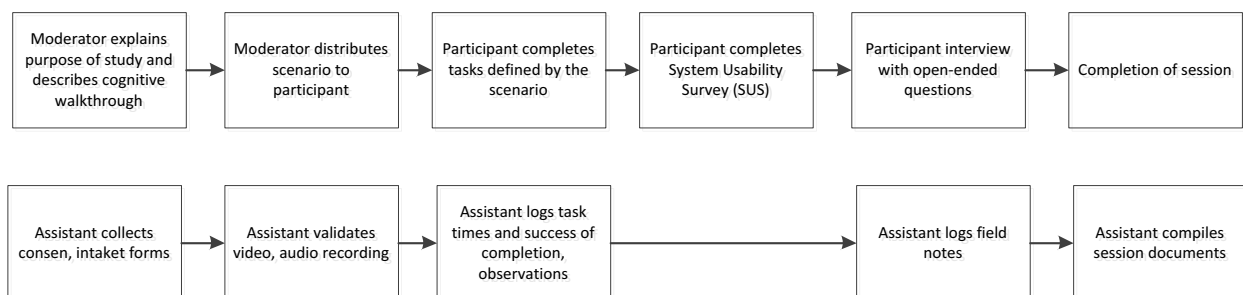 Moderator explains
purpose of study and
describes cognitive
walkthrough
Moderator distributes
scenario to
participant
Participant completes
tasks defined by the
scenario
Participant completes
System Usability
Survey (SUS)
Participant interview
with open-ended
questions
Completion of session
Assistant collects
consen, intaket forms
Assistant validates
video, audio recording
Assistant logs task
times and success of
completion,
observations
Assistant logs field
notes
Assistant compiles
session documents